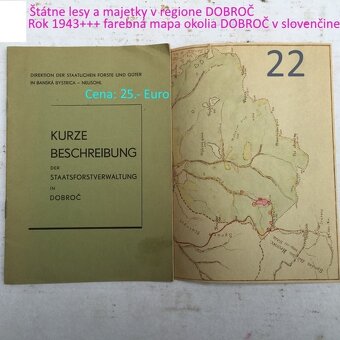 Štátne lesy a majetky v regione DOBROČ
Rok 1943+++ farebná mapa okolia DOBROČ v slovenčine
22
DIREKTION DER STAATLICHEN FORSTE UND GÜTER
IN BANSKÁ BYSTRICA – NEUSOHL
Cena: 25.- Euro
KURZE
BESCHREIBUNG
DER
STAATSFORSTVERWALTUNG
IN
DOBROČ